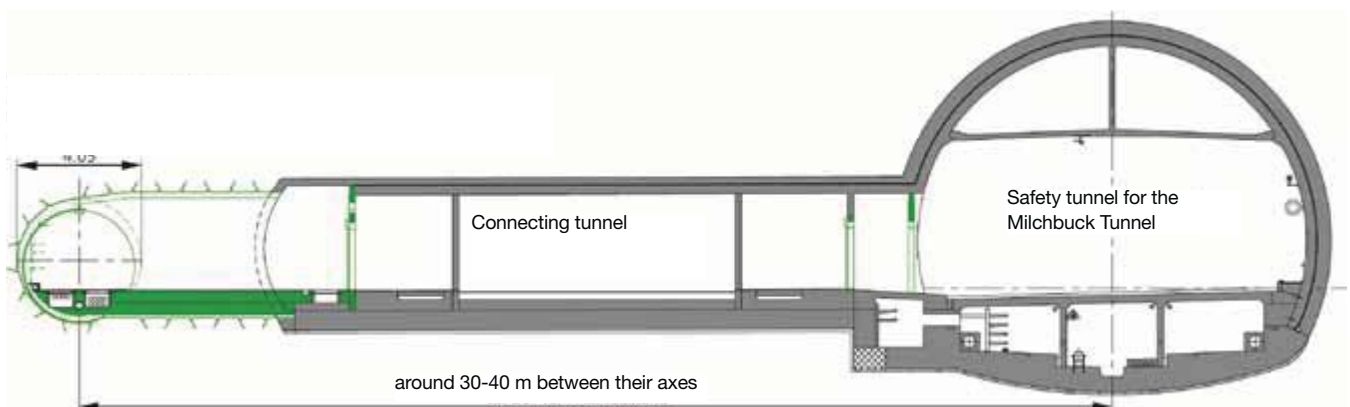 4.05
Connecting tunnel
Safety tunnel for the
Milchbuck Tunnel
around 30-40 m between their axes